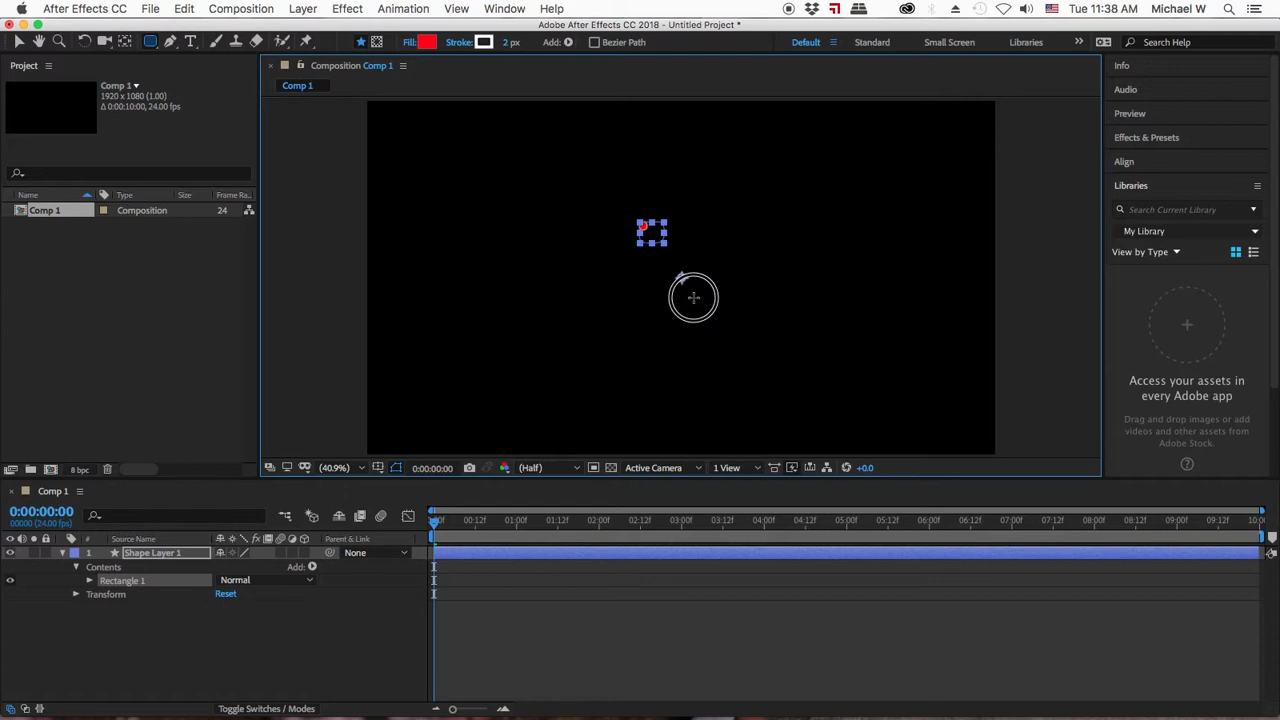 After Effects CC File Edit Composition Layer Effect Animation View Window Help Tue 11:38 AM Michael W
Adobe After Effects CC 2018 - Untitled Project *
Fill: Stroke: 2 px Add: Bezier Path Default Standard Small Screen Libraries Search Help
Project
Composition Comp 1
Info
Comp 1
1920 x 1080 (1.00)
Δ 0:00:10:00, 24.00 fps
Comp 1
Audio
Preview
Effects & Presets
Align
Libraries
Name Type Size Frame Ra...
Comp 1 Composition 24
Search Current Library
My Library
View by Type
Access your assets in
every Adobe app
Drag and drop images or add
videos and other assets from
Adobe Stock.
8 bpc
(40.9%) 0:00:00:00 (Half) Active Camera 1 View +0.0
Comp 1
0:00:00:00
00000 (24.00 fps)
00:12f 01:00f 01:12f 02:00f 02:12f 03:00f 03:12f 04:00f 04:12f 05:00f 05:12f 06:00f 06:12f 07:00f 07:12f 08:00f 08:12f 09:00f 09:12f
# Source Name Parent & Link
1 Shape Layer 1 None
Contents Add:
Rectangle 1 Normal
Transform Reset
Toggle Switches / Modes